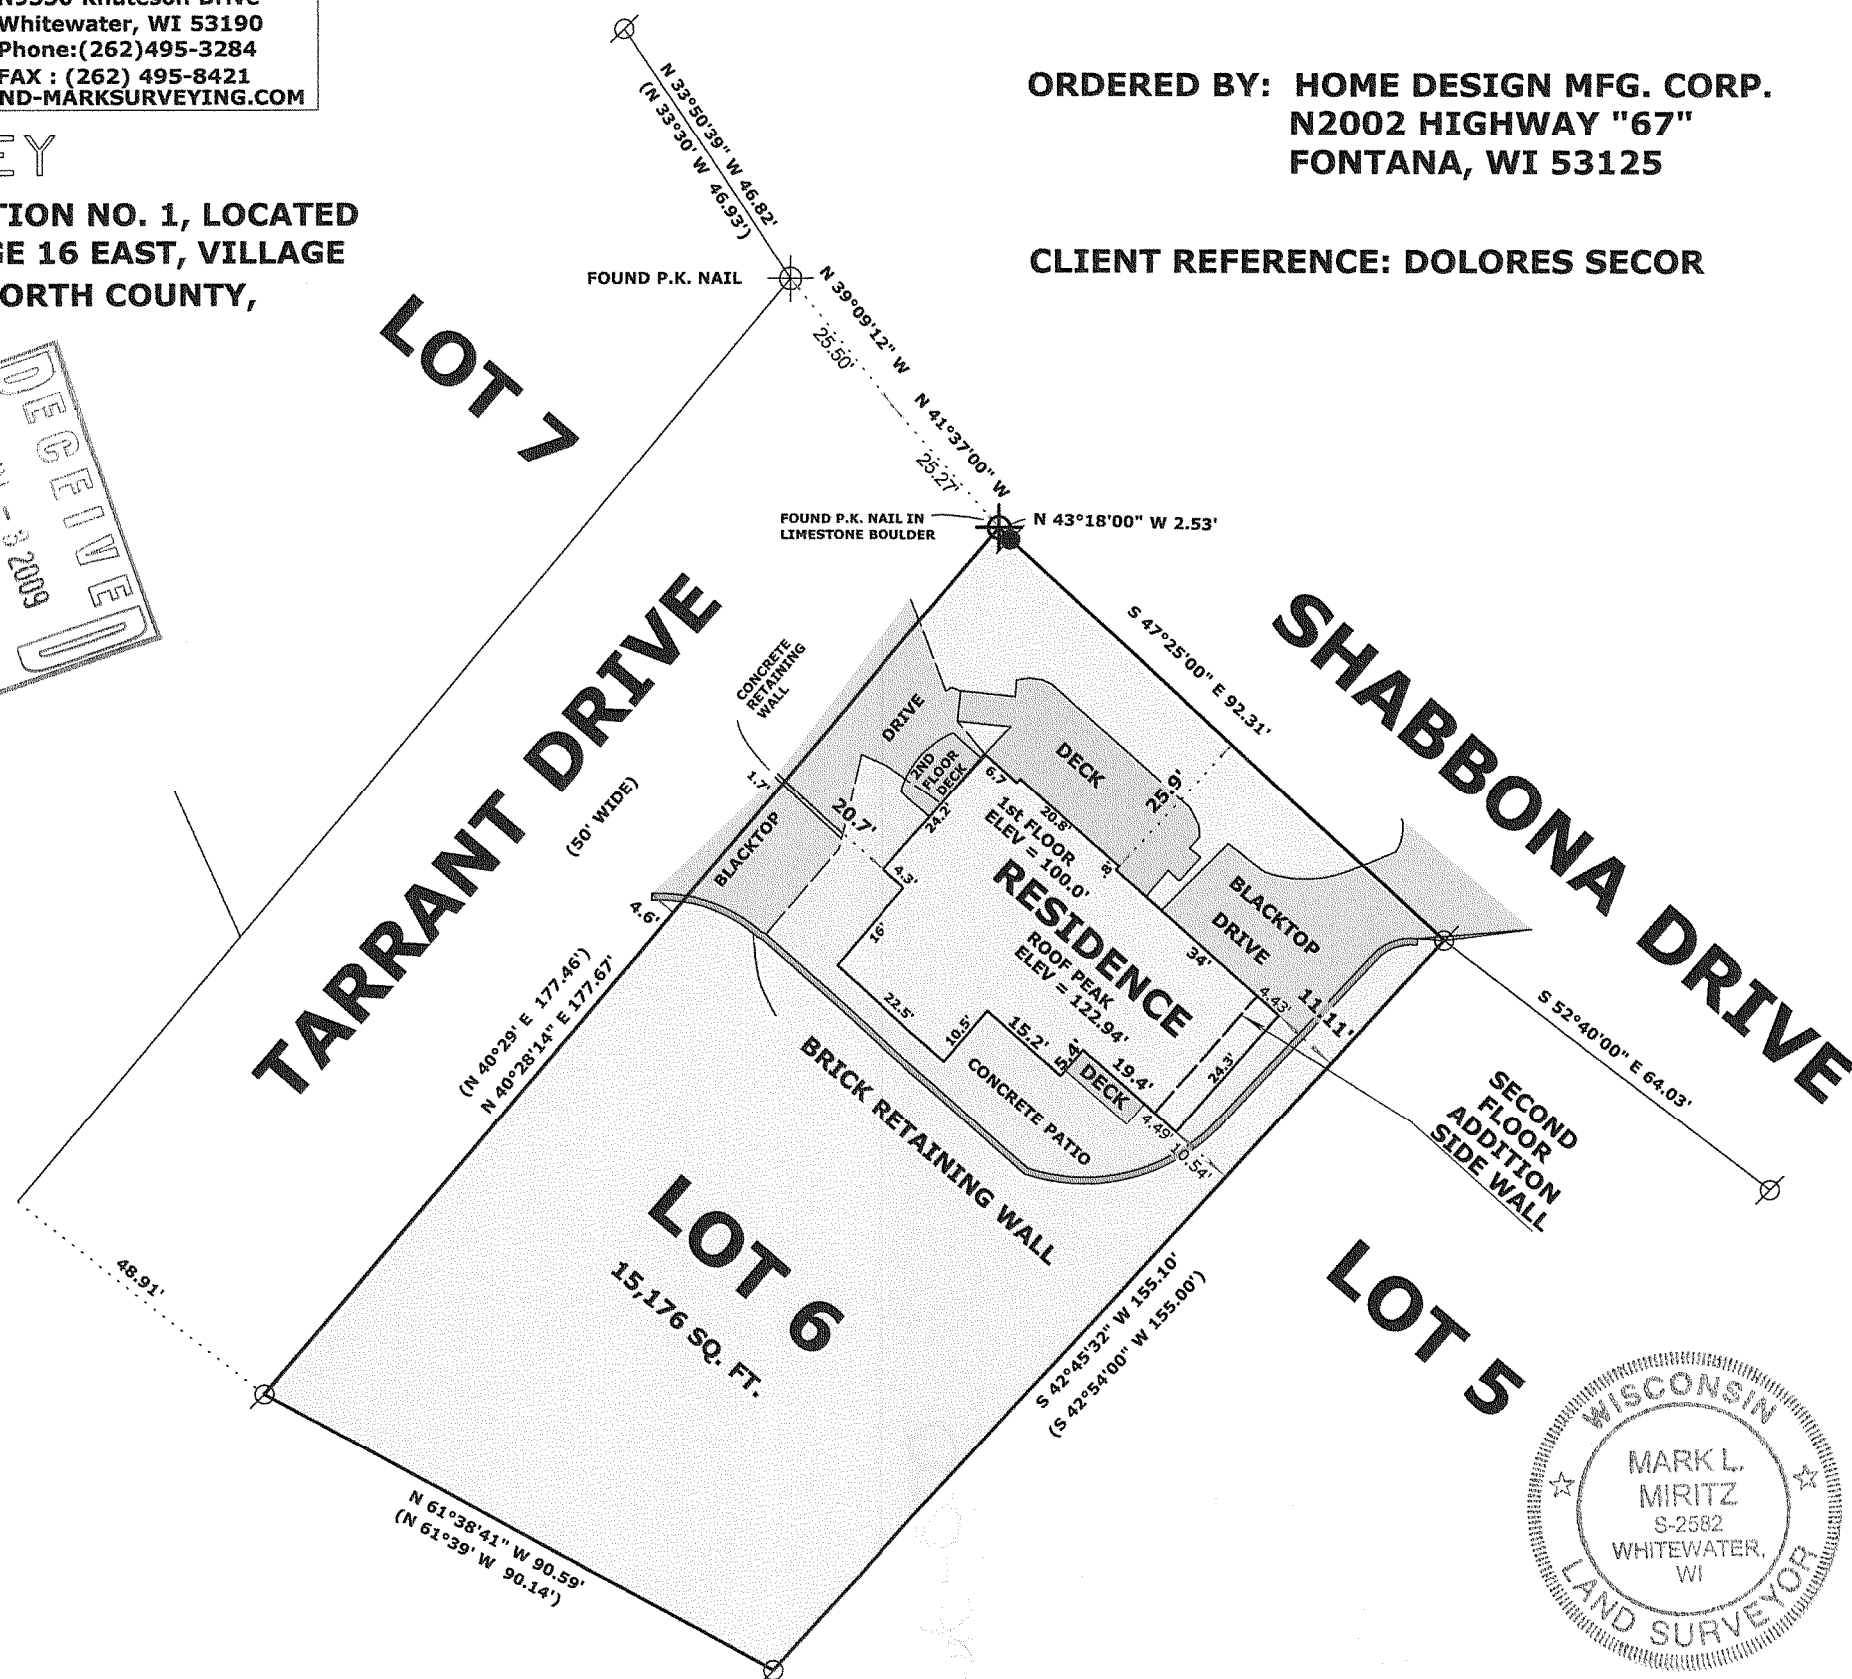 Whitewater, WI 53190
Phone:(262)495-3284
FAX : (262) 495-8421
ND-MARKSURVEYING.COM
EY
TION NO. 1, LOCATED
GE 16 EAST, VILLAGE
ORTH COUNTY,
ORDERED BY: HOME DESIGN MFG. CORP.
N2002 HIGHWAY "67"
FONTANA, WI 53125
CLIENT REFERENCE: DOLORES SECOR
N 33°50'39" W 46.82'
(N 33°30' W 46.93')
FOUND P.K. NAIL
N 39°09'12" W
25.50'
N 41°37'00" W
25.27'
FOUND P.K. NAIL IN
LIMESTONE BOULDER
N 43°18'00" W 2.53'
LOT 7
DECEIVED
2009
TARRANT DRIVE
(50' WIDE)
SHABBONA DRIVE
S 47°25'00" E 92.31'
S 52°40'00" E 64.03'
CONCRETE
RETAINING
WALL
1.7'
DRIVE
BLACKTOP
20.7'
4.6'
2ND
FLOOR
DECK
24.2'
6.7
DECK
25.9'
20.8'
8'
1st FLOOR
ELEV = 100.0'
RESIDENCE
ROOF PEAK
ELEV = 122.94'
4.3'
16'
22.5'
10.5'
15.2'
5.4
19.4'
DECK
34'
BLACKTOP
DRIVE
4.43'
11.11'
24.3'
4.49'
10.54'
CONCRETE PATIO
BRICK RETAINING WALL
SECOND
FLOOR
ADDITION
SIDE WALL
(N 40°29' E 177.46')
N 40°28'14" E 177.67'
LOT 6
15,176 SQ. FT.
S 42°45'32" W 155.10'
(S 42°54'00" W 155.00')
LOT 5
48.91'
N 61°38'41" W 90.59'
(N 61°39' W 90.14')
WISCONSIN
MARK L.
MIRITZ
S-2582
WHITEWATER,
WI
LAND SURVEYOR